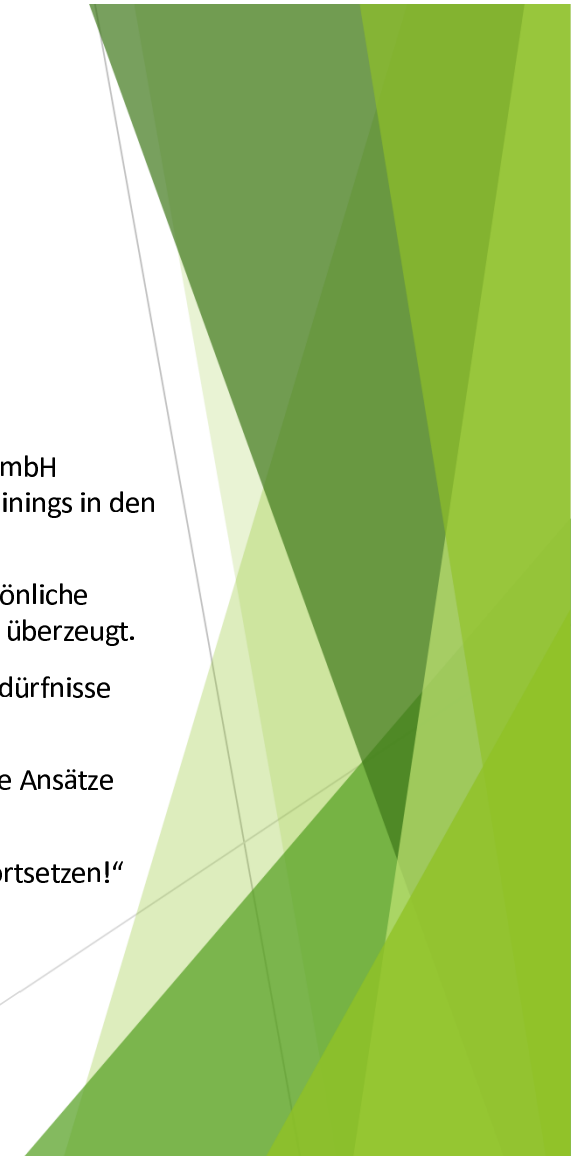 mbH
inings in den
önliche
überzeugt.
dürfnisse
e Ansätze
ortsetzen!“